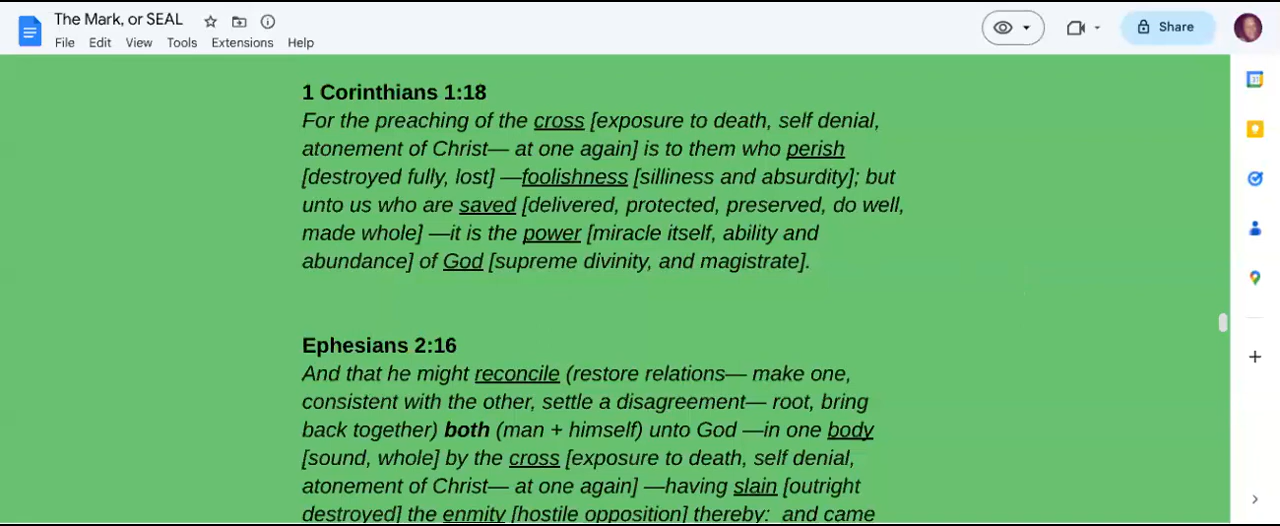 The Mark, or SEAL
File Edit View Tools Extensions Help
Share
1 Corinthians 1:18
For the preaching of the cross [exposure to death, self denial,
atonement of Christ— at one again] is to them who perish
[destroyed fully, lost] —foolishness [silliness and absurdity]; but
unto us who are saved [delivered, protected, preserved, do well,
made whole] —it is the power [miracle itself, ability and
abundance] of God [supreme divinity, and magistrate].
Ephesians 2:16
And that he might reconcile (restore relations— make one,
consistent with the other, settle a disagreement— root, bring
back together) both (man + himself) unto God —in one body
[sound, whole] by the cross [exposure to death, self denial,
atonement of Christ— at one again] —having slain [outright
destroyed] the enmity [hostile opposition] thereby: and came